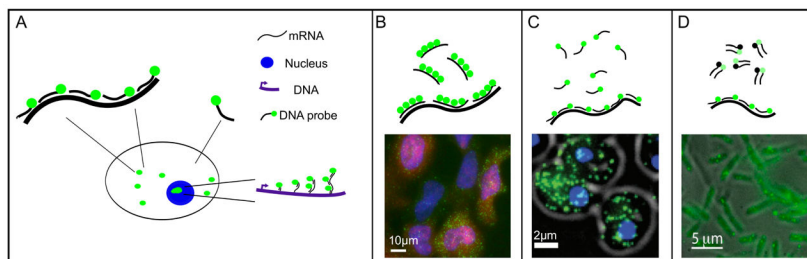 A
mRNA
Nucleus
DNA
DNA probe
B
10μm
C
2μm
D
5 μm